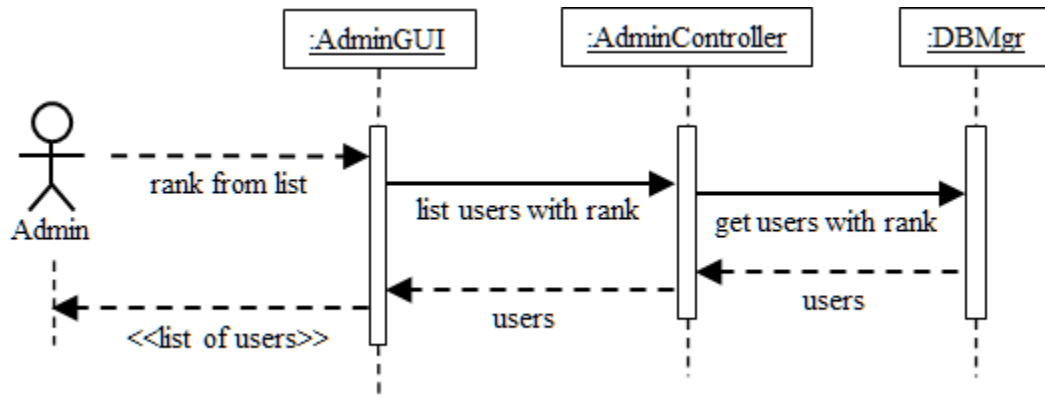 :AdminGUI
:AdminController
:DBMgr
rank from list
list users with rank
get users with rank
Admin
users
users
<<list of users>>